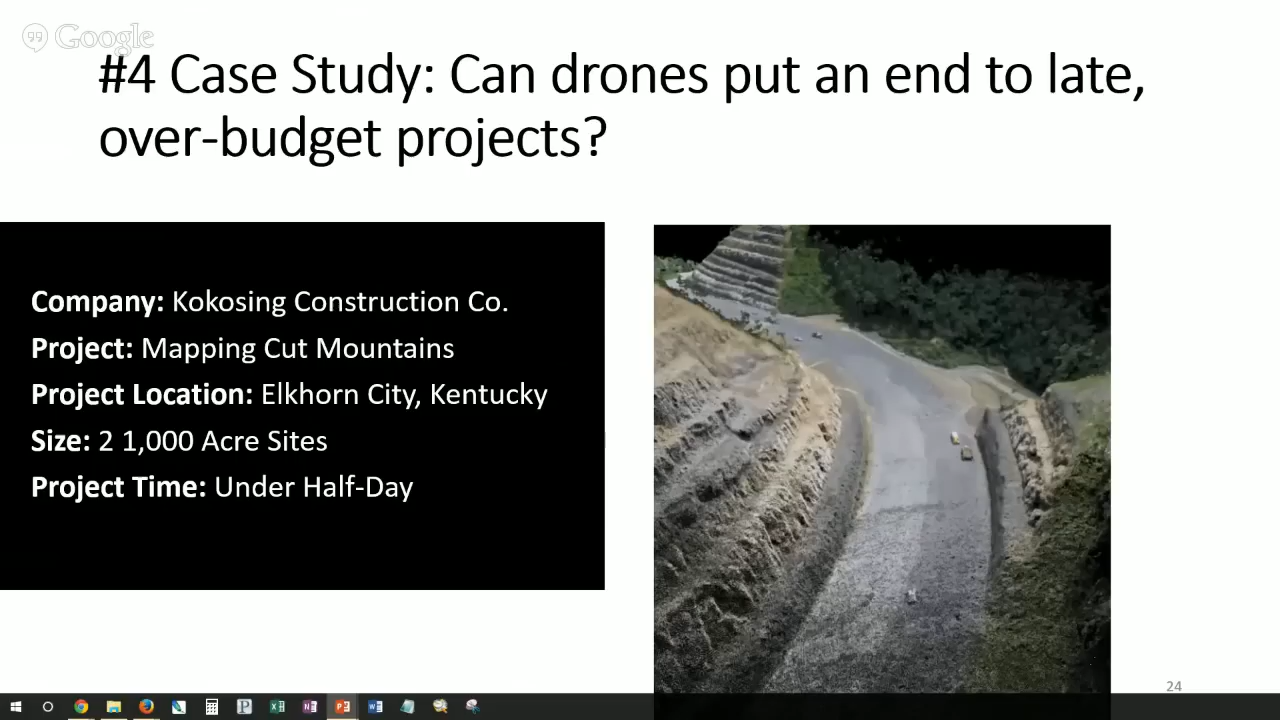 Google
#4 Case Study: Can drones put an end to late,
over-budget projects?
Company: Kokosing Construction Co.
Project: Mapping Cut Mountains
Project Location: Elkhorn City, Kentucky
Size: 2 1,000 Acre Sites
Project Time: Under Half-Day
24